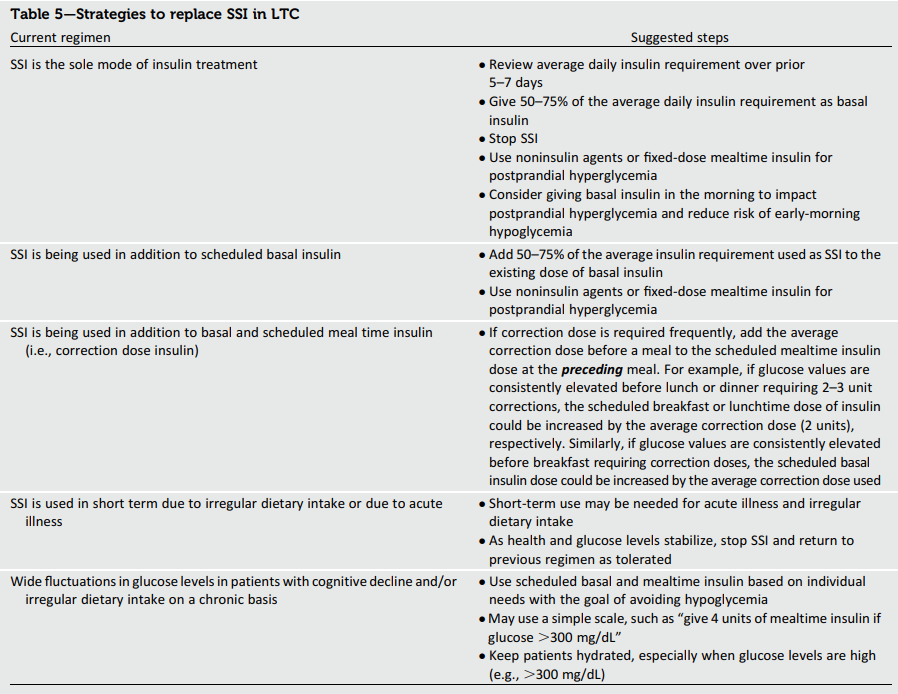 Table 5—Strategies to replace SSI in LTC
Current regimen
Suggested steps
SSI is the sole mode of insulin treatment
• Review average daily insulin requirement over prior
5–7 days
• Give 50–75% of the average daily insulin requirement as basal
insulin
• Stop SSI
• Use noninsulin agents or fixed-dose mealtime insulin for
postprandial hyperglycemia
• Consider giving basal insulin in the morning to impact
postprandial hyperglycemia and reduce risk of early-morning
hypoglycemia
SSI is being used in addition to scheduled basal insulin
• Add 50–75% of the average insulin requirement used as SSI to the
existing dose of basal insulin
• Use noninsulin agents or fixed-dose mealtime insulin for
postprandial hyperglycemia
SSI is being used in addition to basal and scheduled meal time insulin
(i.e., correction dose insulin)
• If correction dose is required frequently, add the average
correction dose before a meal to the scheduled mealtime insulin
dose at the preceding meal. For example, if glucose values are
consistently elevated before lunch or dinner requiring 2–3 unit
corrections, the scheduled breakfast or lunchtime dose of insulin
could be increased by the average correction dose (2 units),
respectively. Similarly, if glucose values are consistently elevated
before breakfast requiring correction doses, the scheduled basal
insulin dose could be increased by the average correction dose used
SSI is used in short term due to irregular dietary intake or due to acute
illness
• Short-term use may be needed for acute illness and irregular
dietary intake
• As health and glucose levels stabilize, stop SSI and return to
previous regimen as tolerated
Wide fluctuations in glucose levels in patients with cognitive decline and/or
irregular dietary intake on a chronic basis
• Use scheduled basal and mealtime insulin based on individual
needs with the goal of avoiding hypoglycemia
• May use a simple scale, such as “give 4 units of mealtime insulin if
glucose >300 mg/dL”
• Keep patients hydrated, especially when glucose levels are high
(e.g., >300 mg/dL)